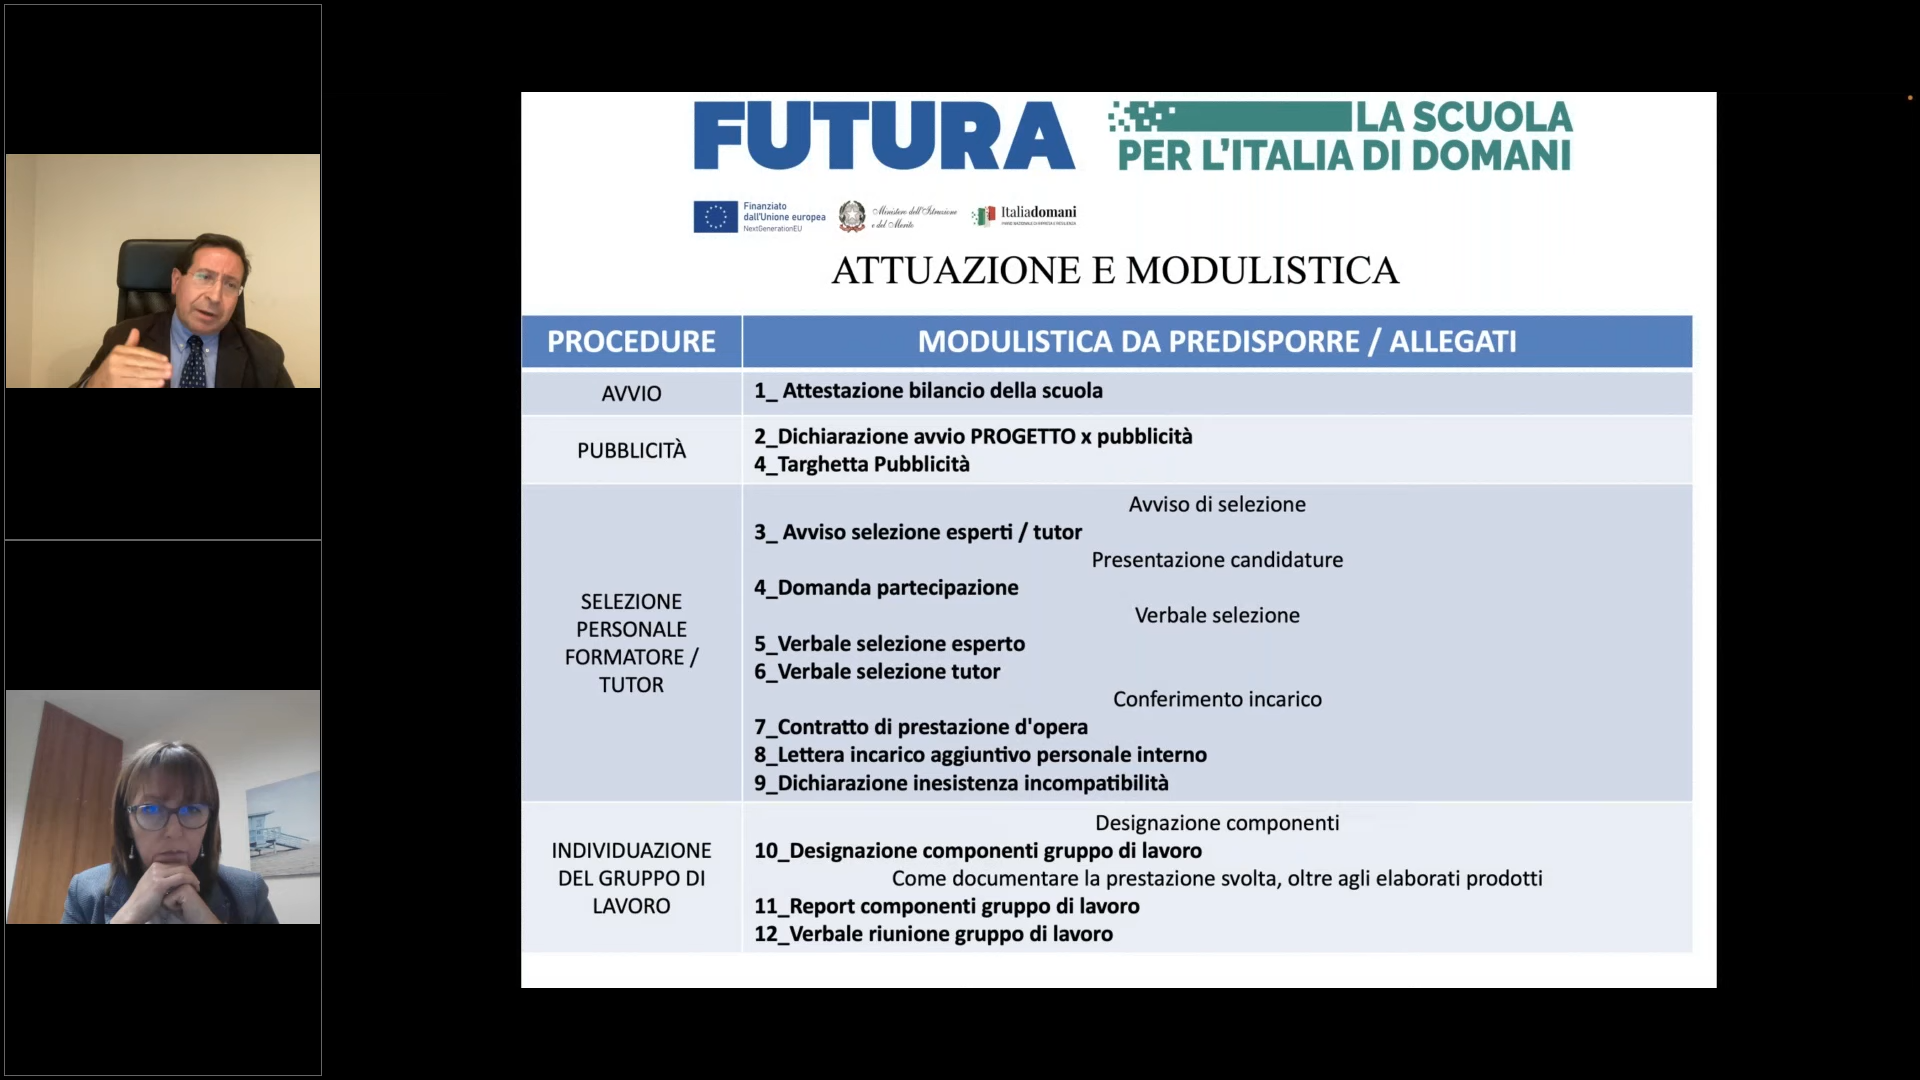 FUTURA
LA SCUOLA
PER L'ITALIA DI DOMANI
Finanziato
dall'Unione europea
NextGenerationEU
Ministero dell'Istruzione
e del Merito
Italiadomani
ATTUAZIONE E MODULISTICA
PROCEDURE
MODULISTICA DA PREDISPORRE / ALLEGATI
AVVIO
1_ Attestazione bilancio della scuola
PUBBLICITÀ
2_Dichiarazione avvio PROGETTO x pubblicità
4_Targhetta Pubblicità
SELEZIONE
PERSONALE
FORMATORE /
TUTOR
Avviso di selezione
3_ Avviso selezione esperti / tutor
Presentazione candidature
4_Domanda partecipazione
Verbale selezione
5_Verbale selezione esperto
6_Verbale selezione tutor
Conferimento incarico
7_Contratto di prestazione d'opera
8_Lettera incarico aggiuntivo personale interno
9_Dichiarazione inesistenza incompatibilità
INDIVIDUAZIONE
DEL GRUPPO DI
LAVORO
Designazione componenti
10_Designazione componenti gruppo di lavoro
Come documentare la prestazione svolta, oltre agli elaborati prodotti
11_Report componenti gruppo di lavoro
12_Verbale riunione gruppo di lavoro